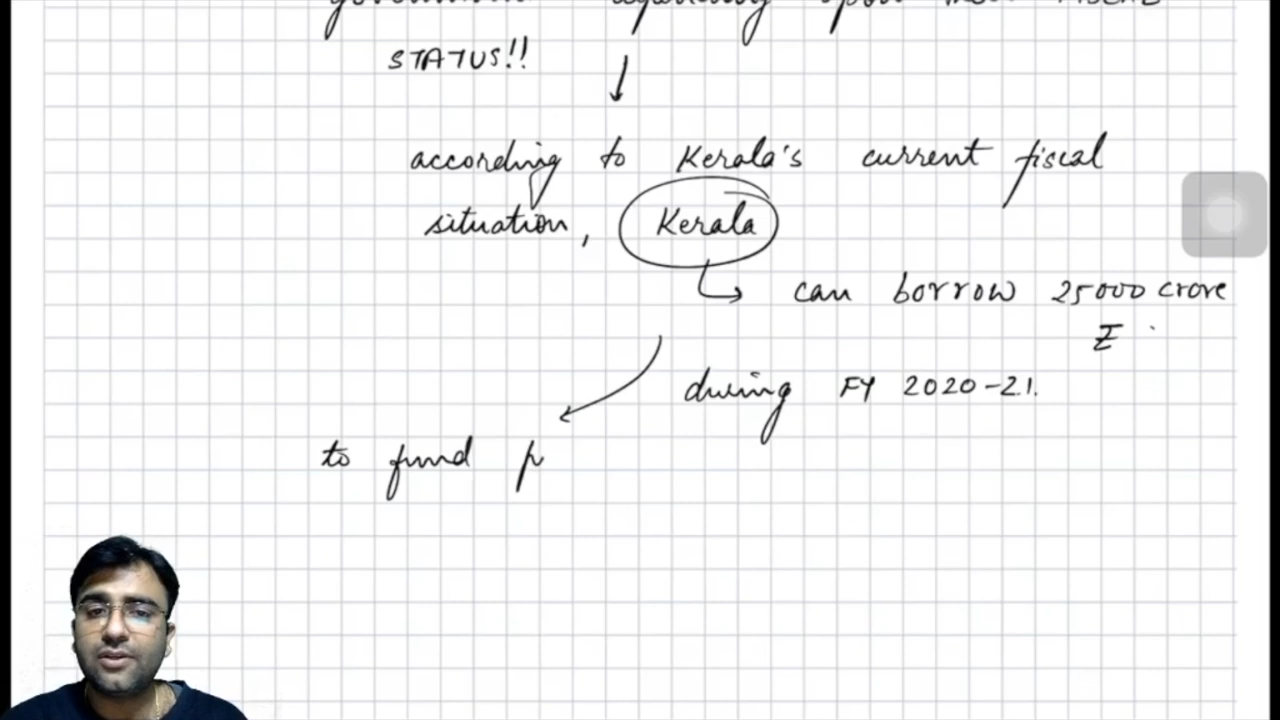 STATUS!!
according to Kerala's current fiscal
situation, Kerala
can borrow 25000 crore
during FY 2020-21.
to fund p